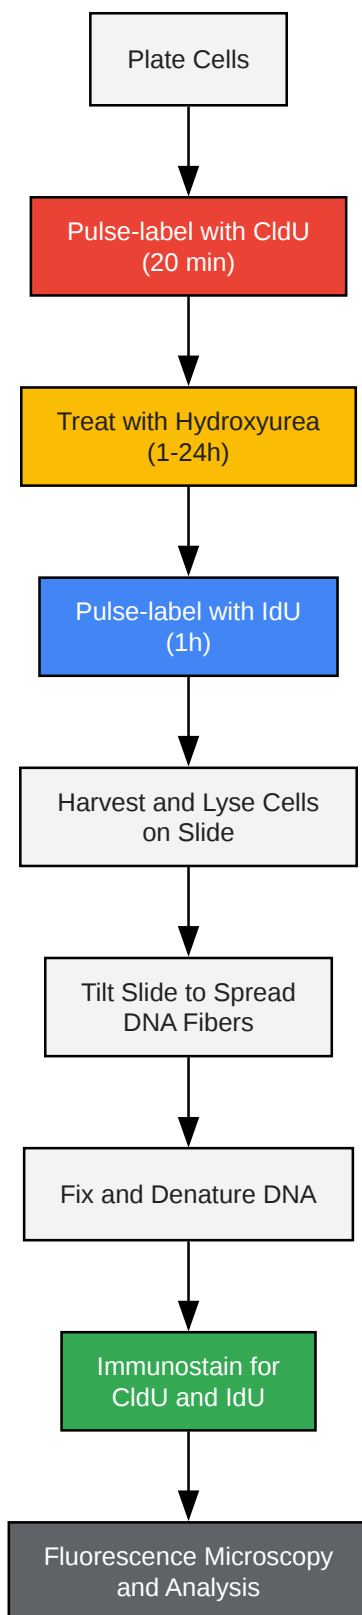 Plate Cells
Pulse-label with CldU
(20 min)
Treat with Hydroxyurea
(1-24h)
Pulse-label with IdU
(1h)
Harvest and Lyse Cells
on Slide
Tilt Slide to Spread
DNA Fibers
Fix and Denature DNA
Immunostain for
CldU and IdU
Fluorescence Microscopy
and Analysis